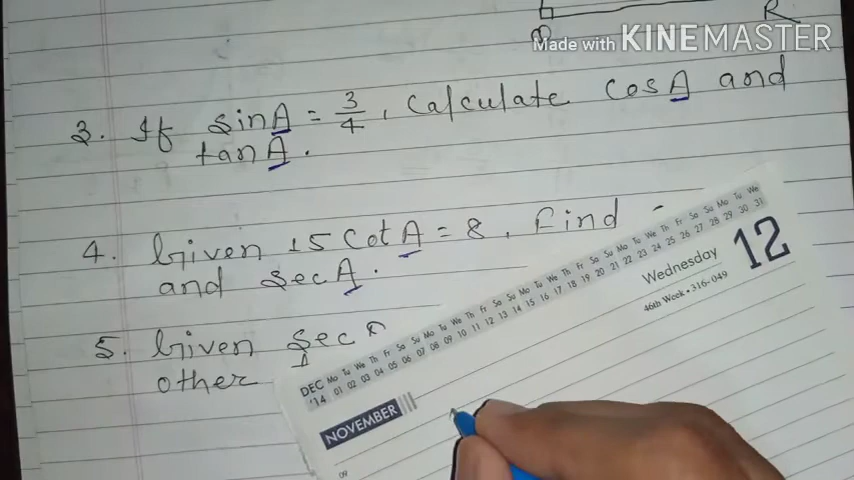 R
B
Made with KINEMASTER
3. If sinA = 3/4, Calculate CosA and
tanA.
4. Given 15 Cot A = 8, Find
and secA.
5. Given Sec
other
DEC Mo Tu We Th Fr Sa Su Mo Tu We Th Fr Sa Su Mo Tu We Th Fr Sa Su Mo Tu We Th Fr Sa Su Mo Tu We
'14 01 02 03 04 05 06 07 08 09 10 11 12 13 14 15 16 17 18 19 20 21 22 23 24 25 26 27 28 29 30 31
Wednesday 12
46th Week • 316-049
NOVEMBER
09